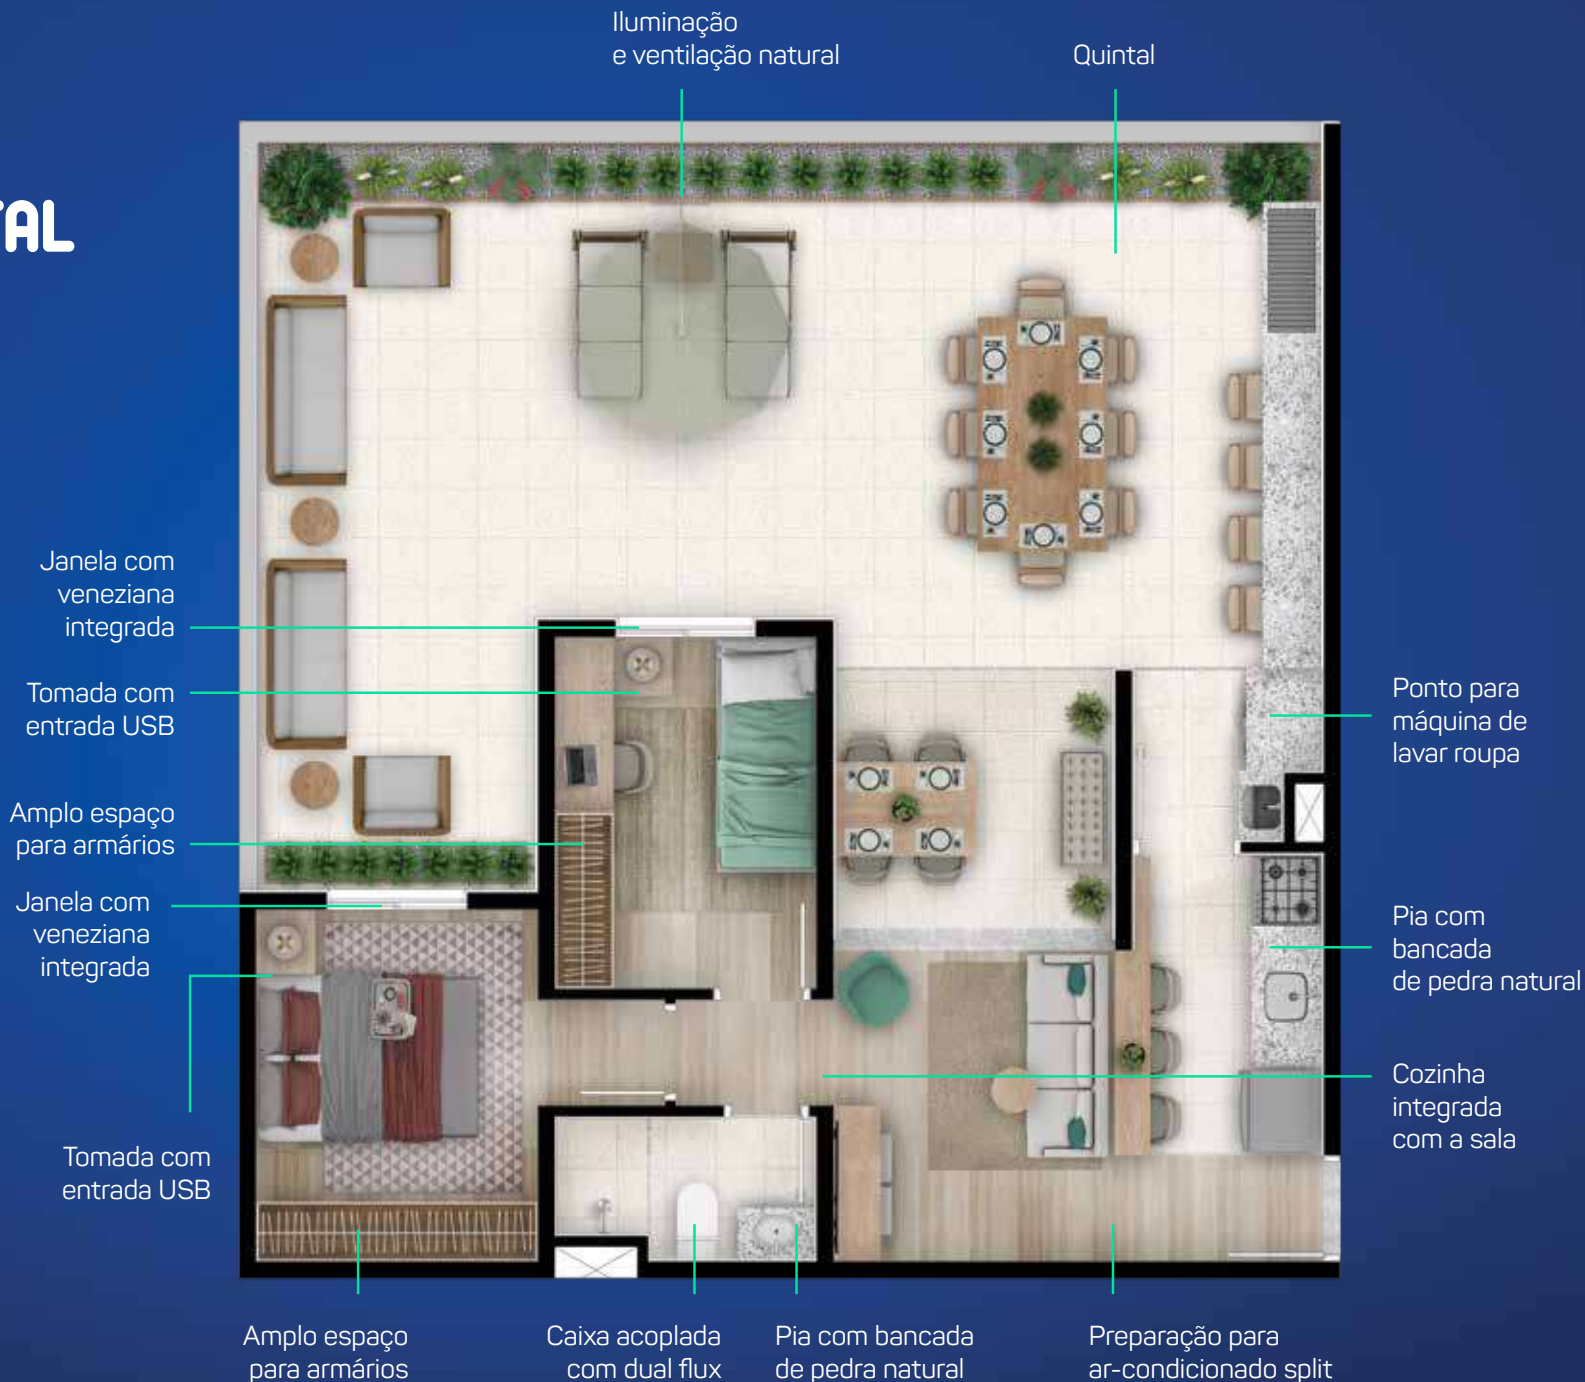 Iluminação
e ventilação natural
Quintal
TAL
Janela com
veneziana
integrada
Tomada com
entrada USB
Amplo espaço
para armários
Janela com
veneziana
integrada
Tomada com
entrada USB
Ponto para
máquina de
lavar roupa
Pia com
bancada
de pedra natural
Cozinha
integrada
com a sala
Amplo espaço
para armários
Caixa acoplada
com dual flux
Pia com bancada
de pedra natural
Preparação para
ar-condicionado split